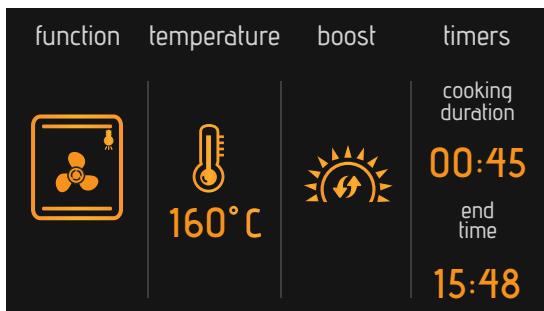 function temperature boost timers
cooking
duration
00:45
160°C
end
time
15:48